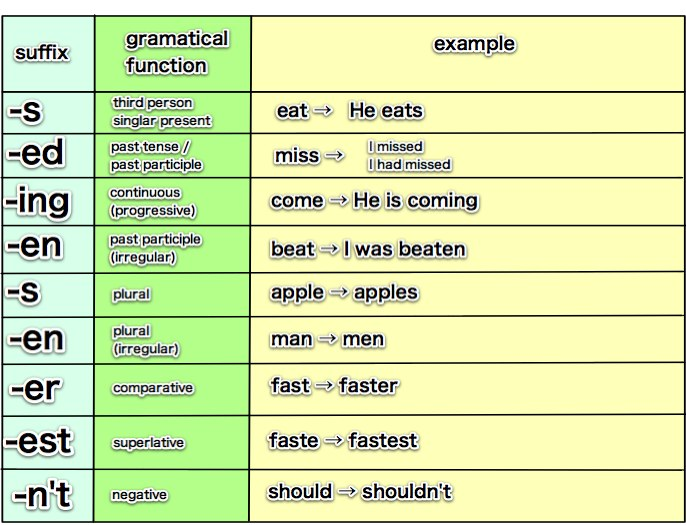 suffix
gramatical
function
example
-s
third person
singlar present
eat → He eats
-ed
past tense /
past participle
miss →
I missed
I had missed
-ing
continuous
(progressive)
come → He is coming
-en
past participle
(irregular)
beat → I was beaten
-s
plural
apple → apples
-en
plural
(irregular)
man → men
-er
comparative
fast → faster
-est
superlative
faste → fastest
-n't
negative
should → shouldn't